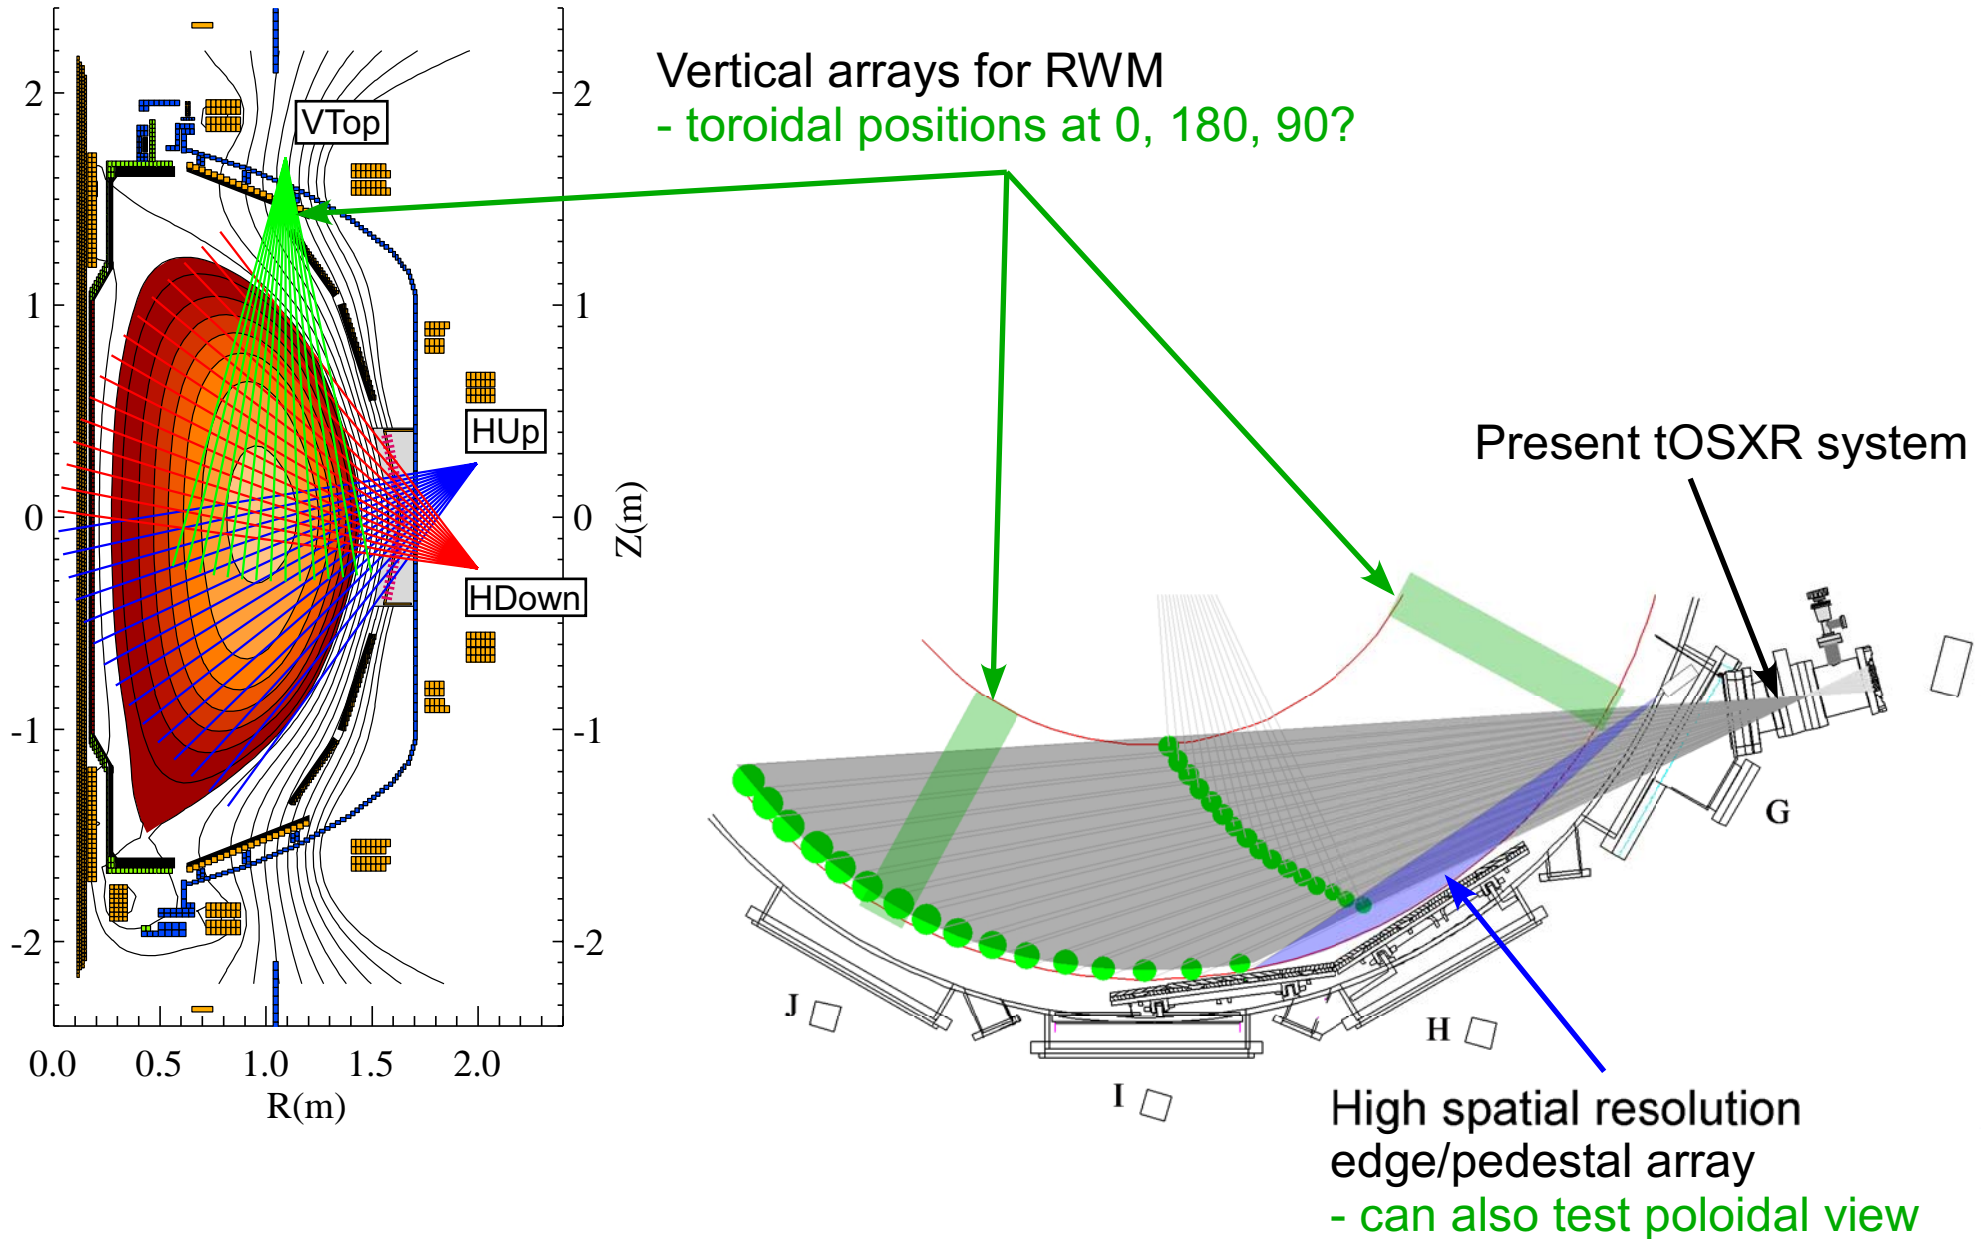 Vertical arrays for RWM
- toroidal positions at 0, 180, 90?
2
2
VTop
1
1
HUp
Present tOSXR system
0
0
Z(m)
HDown
-1
-1
G
-2
-2
J
H
I
0.0 0.5 1.0 1.5 2.0
R(m)
High spatial resolution
edge/pedestal array
- can also test poloidal view